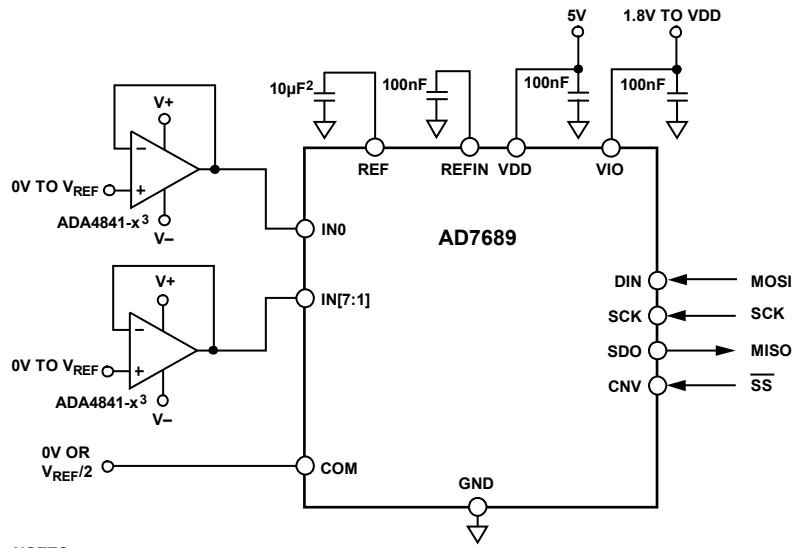 5V
1.8V TO VDD
10µF2
100nF
100nF
100nF
V+
REF
REFIN
VDD
VIO
–
0V TO VREF
+
ADA4841-x3
V–
IN0
AD7689
V+
IN[7:1]
DIN
MOSI
–
SCK
SCK
SDO
MISO
0V TO VREF
+
CNV
SS
ADA4841-x3
V–
0V OR
VREF/2
COM
GND